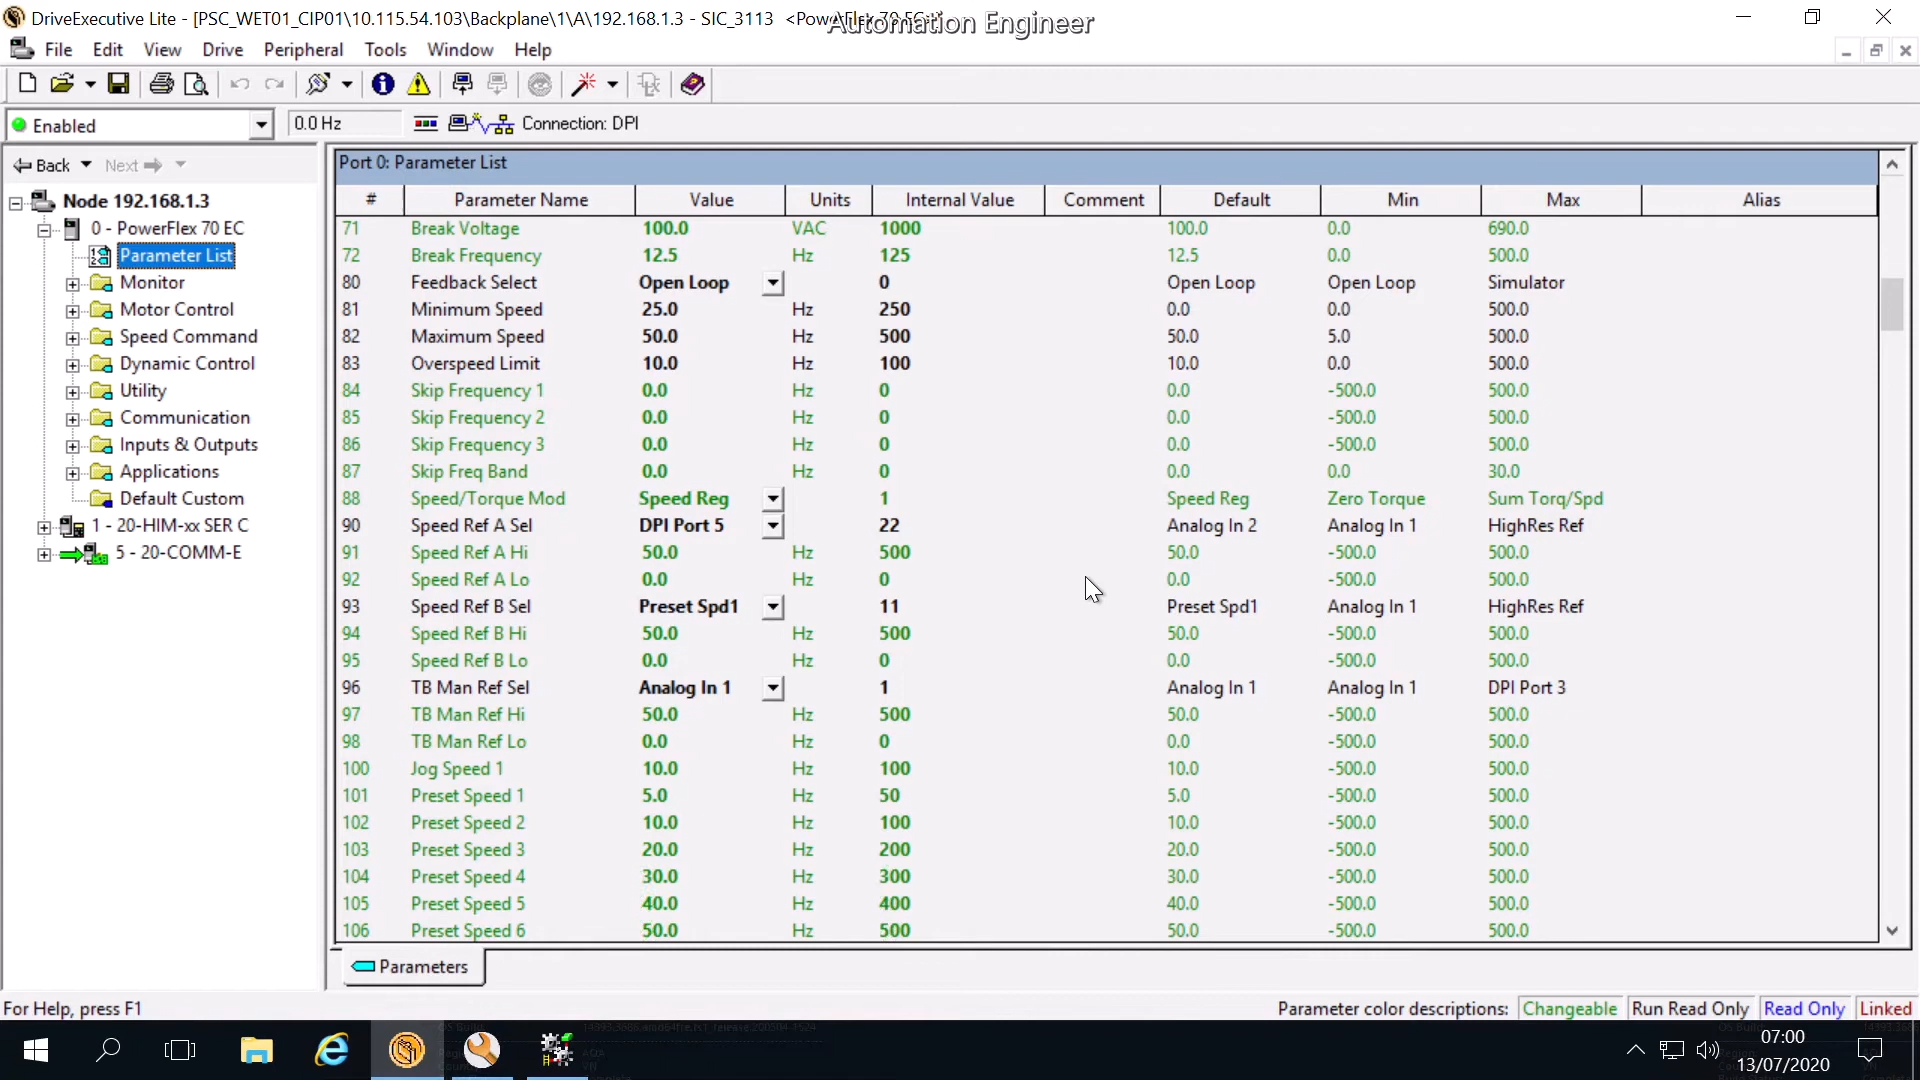 DriveExecutive Lite - [PSC_WET01_CIP01\10.115.54.103\Backplane\1\A\192.168.1.3 - SIC_3113 <PowerFlex 70 EC
Automation Engineer
File Edit View Drive Peripheral Tools Window Help
Enabled 0.0 Hz Connection: DPI
Back Next
Node 192.168.1.3
0 - PowerFlex 70 EC
Parameter List
Monitor
Motor Control
Speed Command
Dynamic Control
Utility
Communication
Inputs & Outputs
Applications
Default Custom
1 - 20-HIM-xx SER C
5 - 20-COMM-E
Port 0: Parameter List
# Parameter Name Value Units Internal Value Comment Default Min Max Alias
71 Break Voltage 100.0 VAC 1000 100.0 0.0 690.0
72 Break Frequency 12.5 Hz 125 12.5 0.0 500.0
80 Feedback Select Open Loop 0 Open Loop Open Loop Simulator
81 Minimum Speed 25.0 Hz 250 0.0 0.0 500.0
82 Maximum Speed 50.0 Hz 500 50.0 5.0 500.0
83 Overspeed Limit 10.0 Hz 100 10.0 0.0 500.0
84 Skip Frequency 1 0.0 Hz 0 0.0 -500.0 500.0
85 Skip Frequency 2 0.0 Hz 0 0.0 -500.0 500.0
86 Skip Frequency 3 0.0 Hz 0 0.0 -500.0 500.0
87 Skip Freq Band 0.0 Hz 0 0.0 0.0 30.0
88 Speed/Torque Mod Speed Reg 1 Speed Reg Zero Torque Sum Torq/Spd
90 Speed Ref A Sel DPI Port 5 22 Analog In 2 Analog In 1 HighRes Ref
91 Speed Ref A Hi 50.0 Hz 500 50.0 -500.0 500.0
92 Speed Ref A Lo 0.0 Hz 0 0.0 -500.0 500.0
93 Speed Ref B Sel Preset Spd1 11 Preset Spd1 Analog In 1 HighRes Ref
94 Speed Ref B Hi 50.0 Hz 500 50.0 -500.0 500.0
95 Speed Ref B Lo 0.0 Hz 0 0.0 -500.0 500.0
96 TB Man Ref Sel Analog In 1 1 Analog In 1 Analog In 1 DPI Port 3
97 TB Man Ref Hi 50.0 Hz 500 50.0 -500.0 500.0
98 TB Man Ref Lo 0.0 Hz 0 0.0 -500.0 500.0
100 Jog Speed 1 10.0 Hz 100 10.0 -500.0 500.0
101 Preset Speed 1 5.0 Hz 50 5.0 -500.0 500.0
102 Preset Speed 2 10.0 Hz 100 10.0 -500.0 500.0
103 Preset Speed 3 20.0 Hz 200 20.0 -500.0 500.0
104 Preset Speed 4 30.0 Hz 300 30.0 -500.0 500.0
105 Preset Speed 5 40.0 Hz 400 40.0 -500.0 500.0
106 Preset Speed 6 50.0 Hz 500 50.0 -500.0 500.0
Parameters
For Help, press F1 Parameter color descriptions: Changeable Run Read Only Read Only Linked
07:00
13/07/2020